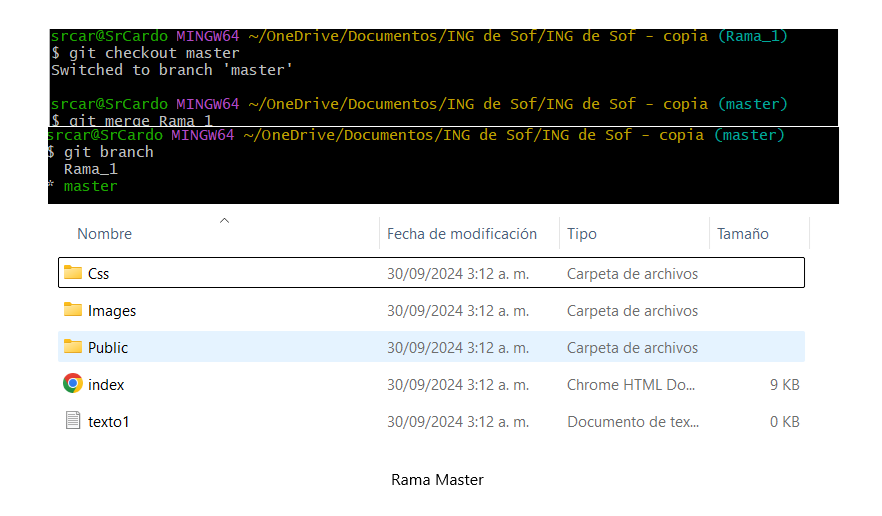 srcar@SrCardo MINGW64 ~/OneDrive/Documentos/ING de Sof/ING de Sof - copia (Rama_1)
$ git checkout master
Switched to branch 'master'
srcar@SrCardo MINGW64 ~/OneDrive/Documentos/ING de Sof/ING de Sof - copia (master)
$ git merge Rama_1
srcar@SrCardo MINGW64 ~/OneDrive/Documentos/ING de Sof/ING de Sof - copia (master)
$ git branch
Rama_1
* master
Nombre Fecha de modificación Tipo Tamaño
Css 30/09/2024 3:12 a. m. Carpeta de archivos
Images 30/09/2024 3:12 a. m. Carpeta de archivos
Public 30/09/2024 3:12 a. m. Carpeta de archivos
index 30/09/2024 3:12 a. m. Chrome HTML Do... 9 KB
texto1 30/09/2024 3:12 a. m. Documento de tex... 0 KB
Rama Master